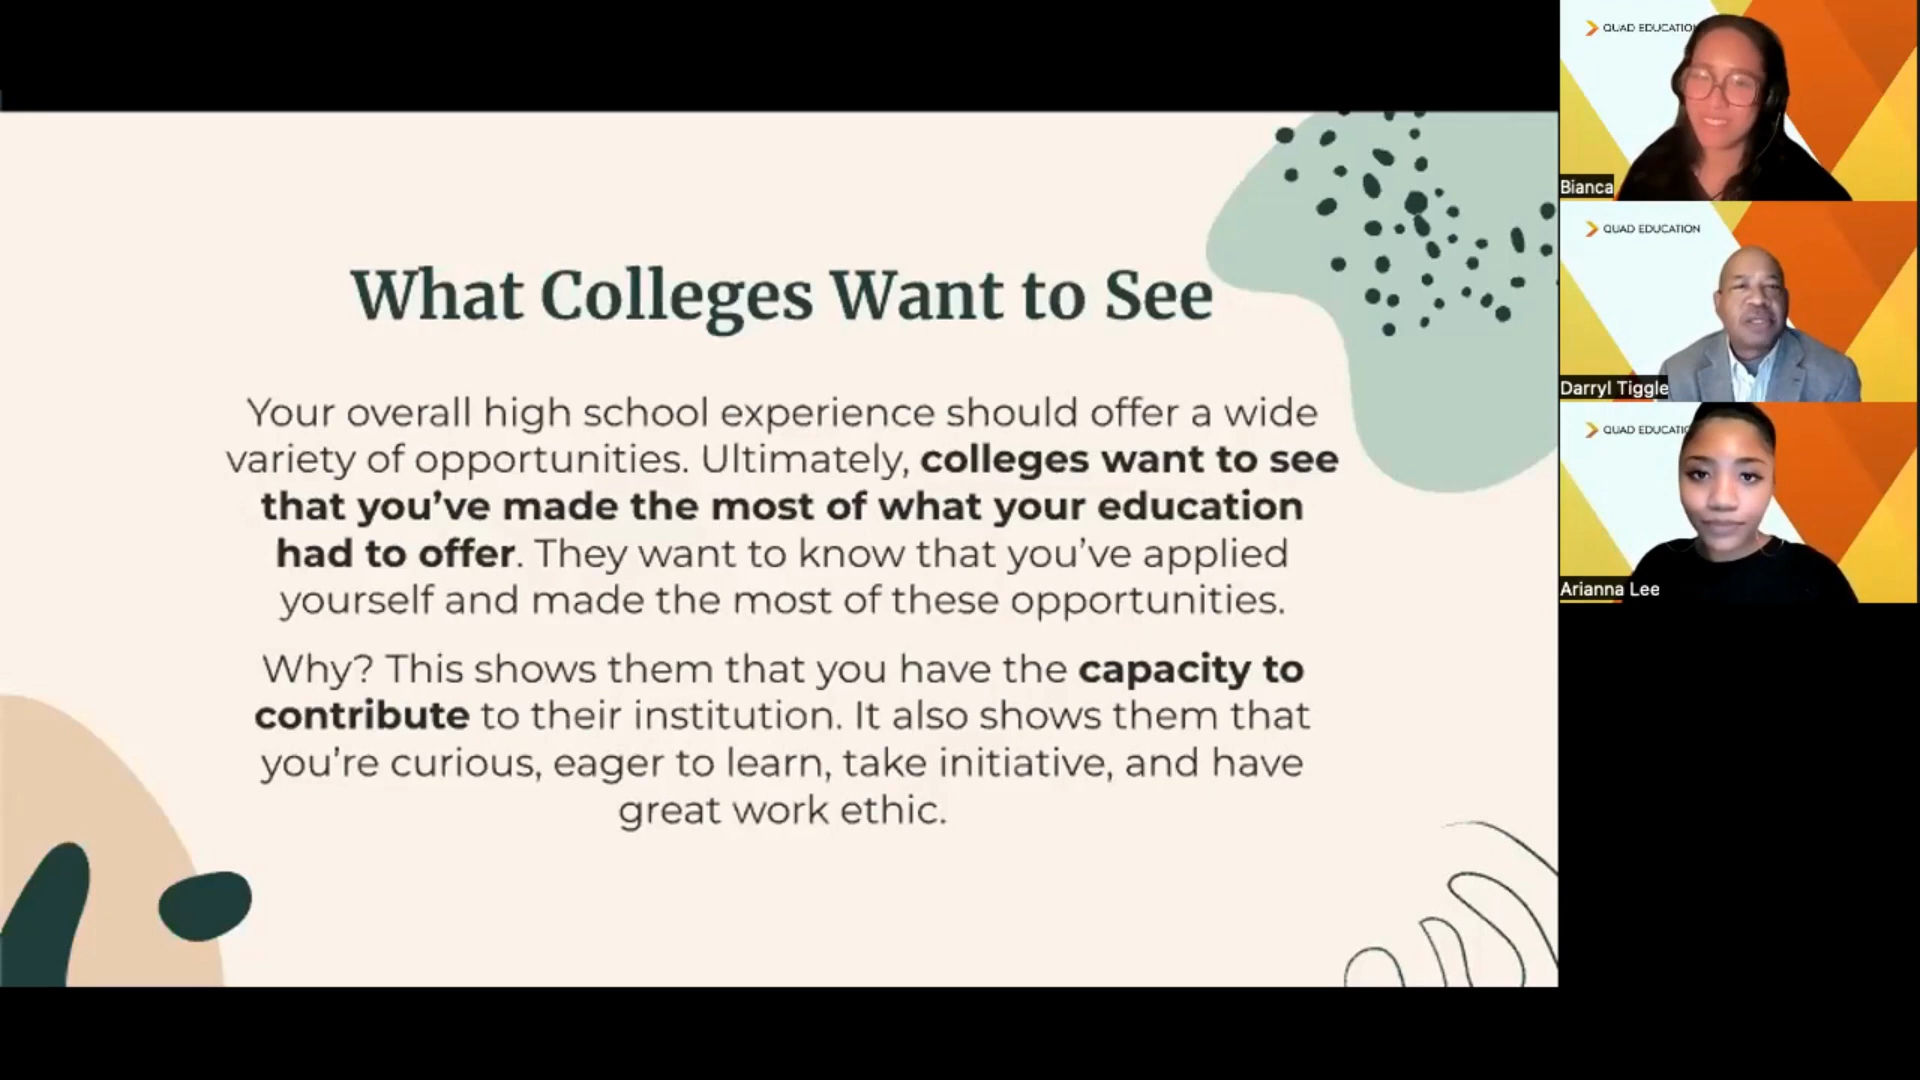 What Colleges Want to See
Your overall high school experience should offer a wide
variety of opportunities. Ultimately, colleges want to see
that you’ve made the most of what your education
had to offer. They want to know that you’ve applied
yourself and made the most of these opportunities.
Why? This shows them that you have the capacity to
contribute to their institution. It also shows them that
you’re curious, eager to learn, take initiative, and have
great work ethic.
QUAD EDUCATIO
Bianca
QUAD EDUCATION
Darryl Tiggle
QUAD EDUCATI
Arianna Lee